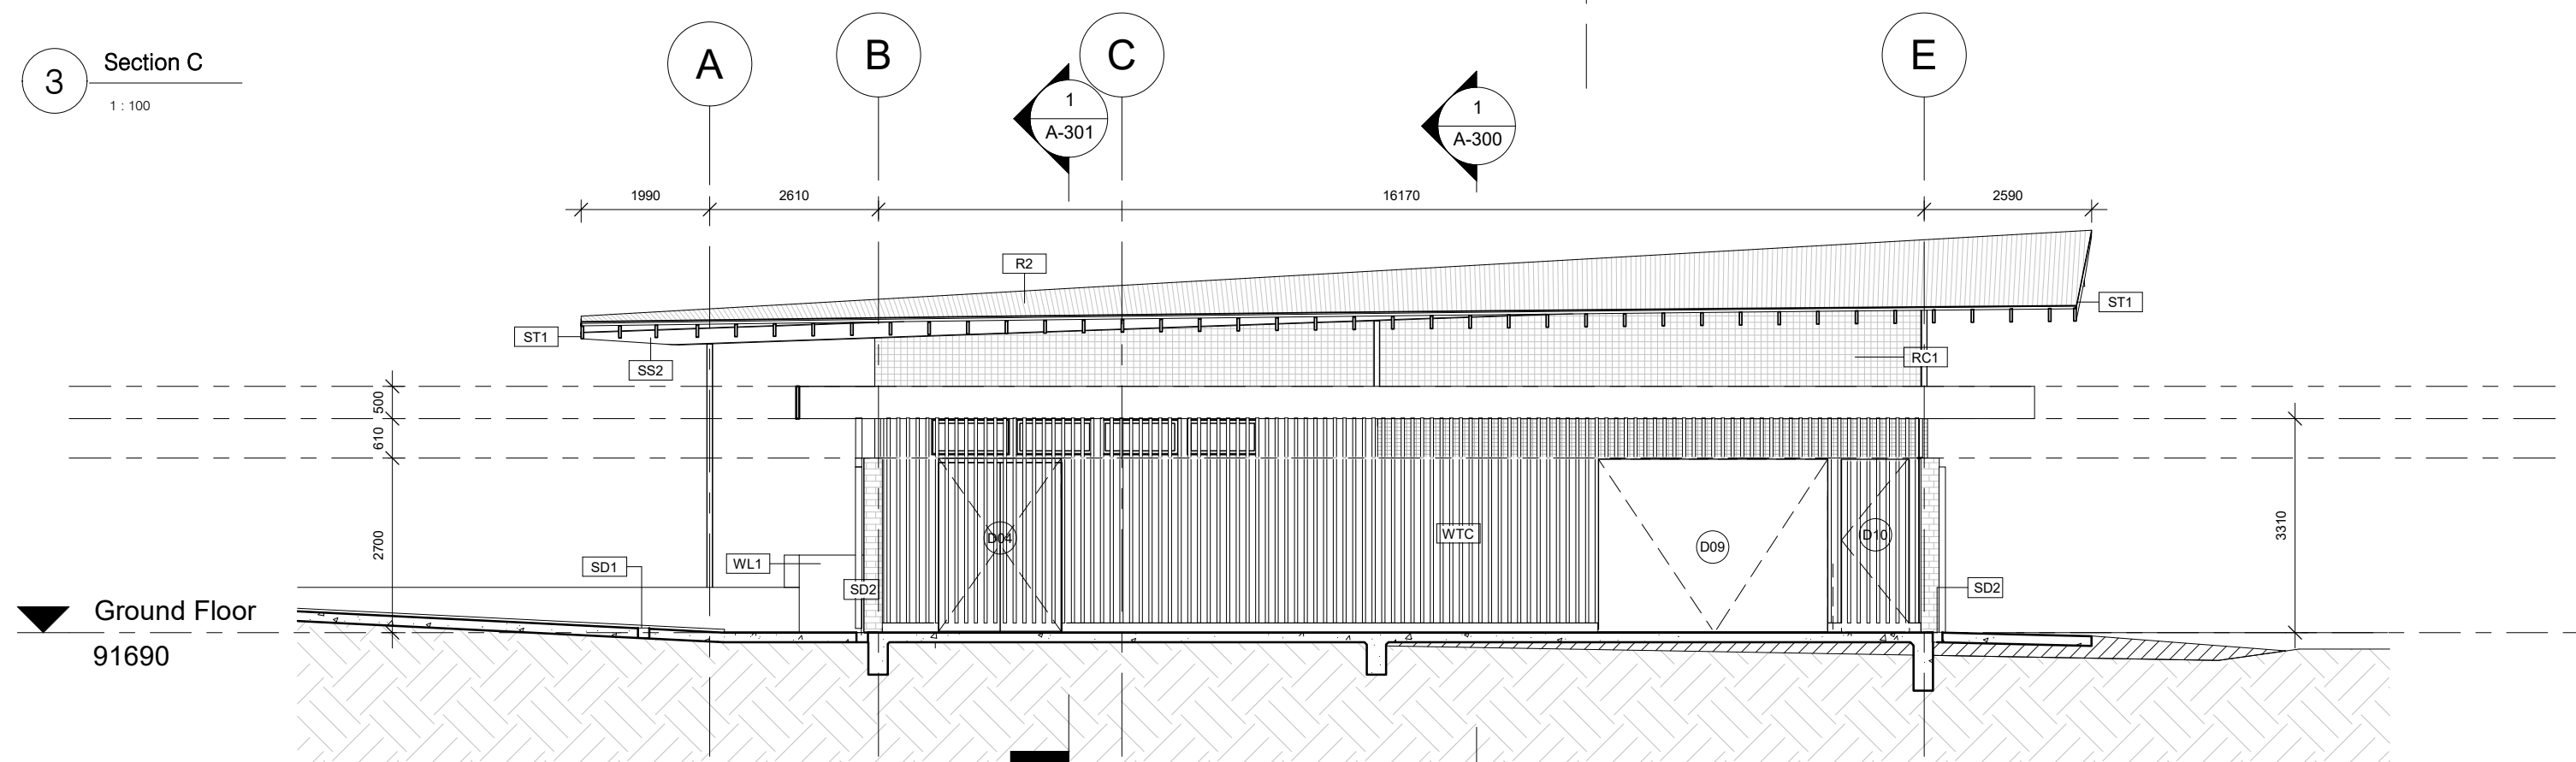 3
Section C
1 : 100
A
B
C
E
1
A-301
1
A-300
1990
2610
16170
2590
R2
ST1
ST1
SS2
RC1
500
610
2700
3310
D04
WTC
D09
D10
SD1
WL1
SD2
SD2
Ground Floor
91690